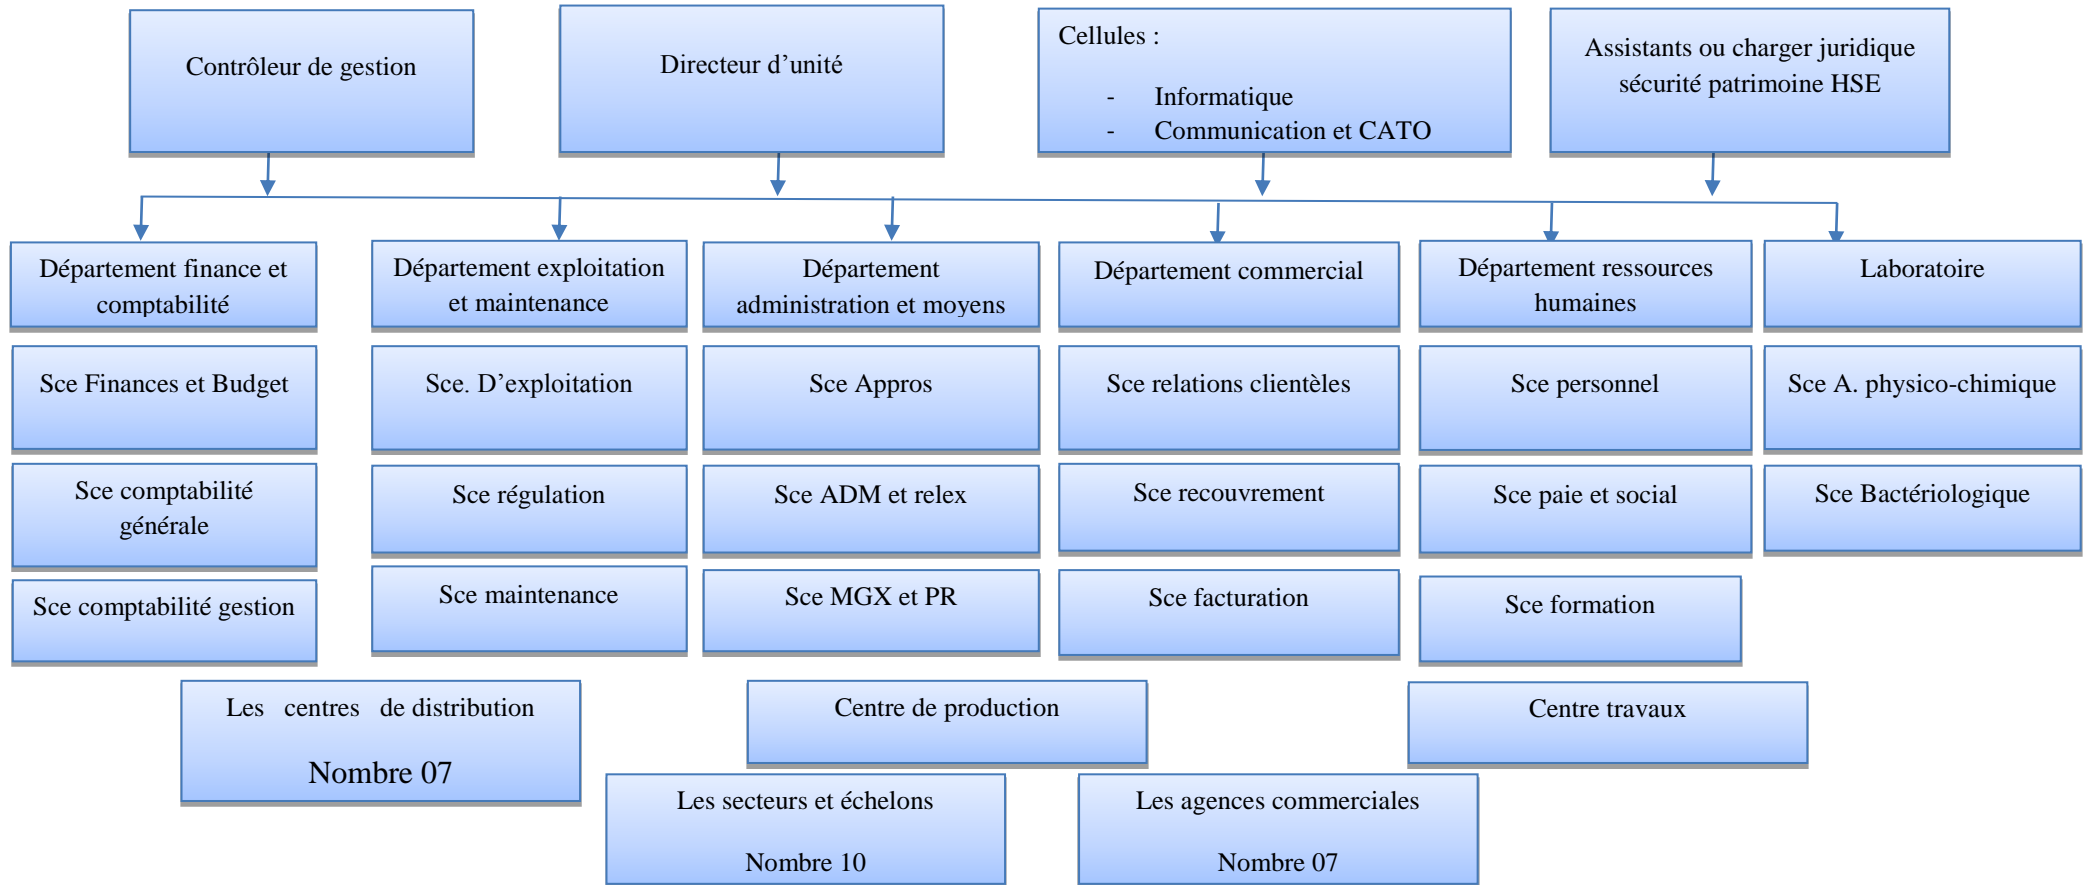 Contrôleur de gestion
Directeur d’unité
Cellules :
- Informatique
- Communication et CATO
Assistants ou charger juridique
sécurité patrimoine HSE
Département finance et
comptabilité
Département exploitation
et maintenance
Département
administration et moyens
Département commercial
Département ressources
humaines
Laboratoire
Sce Finances et Budget
Sce. D’exploitation
Sce Appros
Sce relations clientèles
Sce personnel
Sce A. physico-chimique
Sce comptabilité
générale
Sce régulation
Sce ADM et relex
Sce recouvrement
Sce paie et social
Sce Bactériologique
Sce comptabilité gestion
Sce maintenance
Sce MGX et PR
Sce facturation
Sce formation
Les centres de distribution
Nombre 07
Centre de production
Centre travaux
Les secteurs et échelons
Nombre 10
Les agences commerciales
Nombre 07